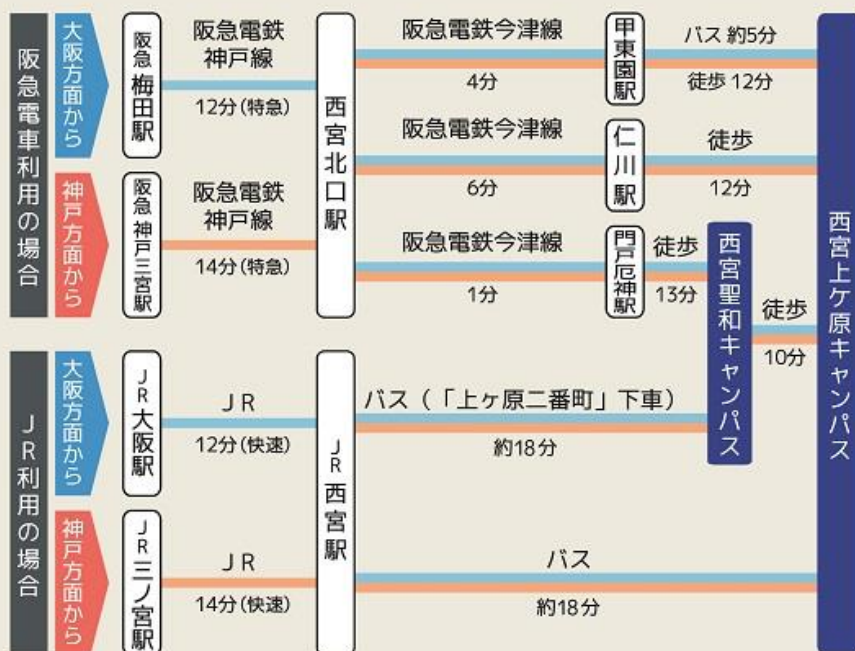 阪急電車利用の場合
大阪方面から
阪急 梅田駅
阪急電鉄
神戸線
12分(特急)
神戸方面から
阪急 神戸三宮駅
阪急電鉄
神戸線
14分(特急)
西宮北口駅
阪急電鉄今津線
4分
甲東園駅
バス 約5分
徒歩 12分
阪急電鉄今津線
6分
仁川駅
徒歩
12分
阪急電鉄今津線
1分
門戸厄神駅
徒歩
13分
西宮聖和キャンパス
徒歩
10分
西宮上ケ原キャンパス
JR利用の場合
大阪方面から
JR 大阪駅
JR
12分(快速)
神戸方面から
JR 三ノ宮駅
JR
14分(快速)
JR 西宮駅
バス(「上ヶ原二番町」下車)
約18分
バス
約18分